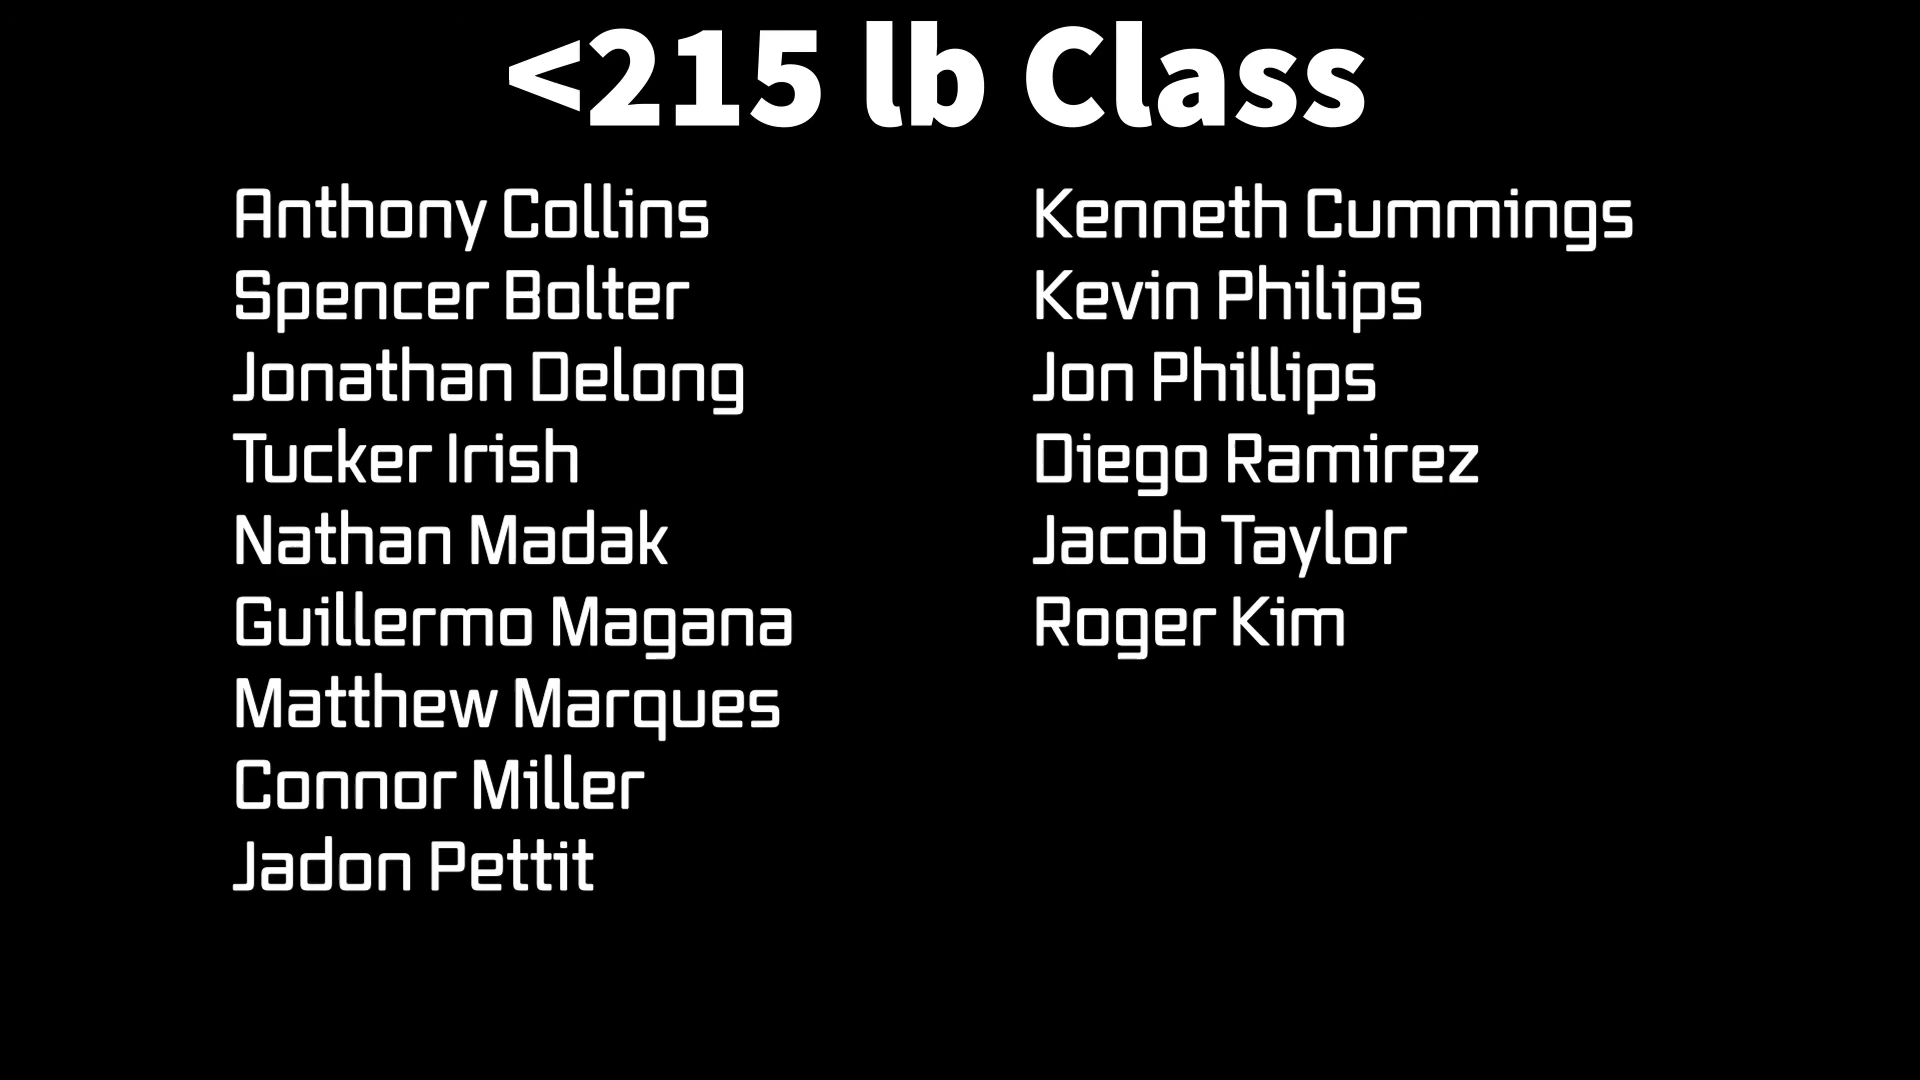 <215 lb Class
Anthony Collins
Spencer Bolter
Jonathan Delong
Tucker Irish
Nathan Madak
Guillermo Magana
Matthew Marques
Connor Miller
Jadon Pettit
Kenneth Cummings
Kevin Philips
Jon Phillips
Diego Ramirez
Jacob Taylor
Roger Kim